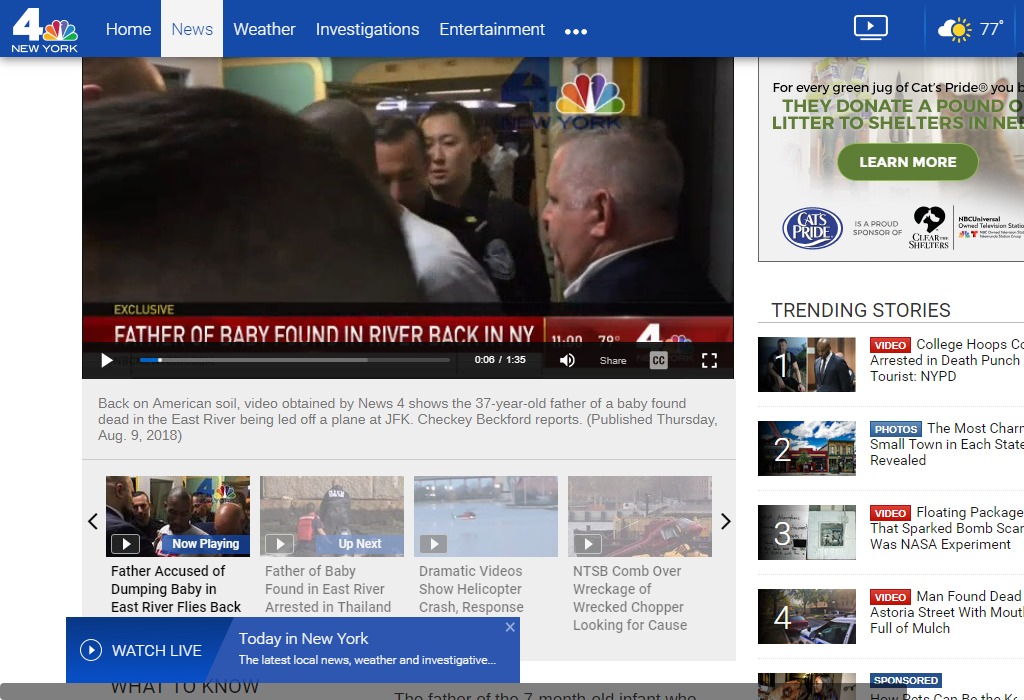 4
NEW YORK
Home
News
Weather
Investigations
Entertainment
77°
NEW YORK
EXCLUSIVE
FATHER OF BABY FOUND IN RIVER BACK IN NY
11:00 78°
4
0:06 / 1:35
Share
CC
Back on American soil, video obtained by News 4 shows the 37-year-old father of a baby found
dead in the East River being led off a plane at JFK. Checkey Beckford reports. (Published Thursday,
Aug. 9, 2018)
Now Playing
Father Accused of
Dumping Baby in
East River Flies Back
Up Next
Father of Baby
Found in East River
Arrested in Thailand
Dramatic Videos
Show Helicopter
Crash, Response
NTSB Comb Over
Wreckage of
Wrecked Chopper
Looking for Cause
WATCH LIVE
Today in New York
The latest local news, weather and investigative...
WHAT TO KNOW
The father of the 7-month-old infant who
For every green jug of Cat's Pride® you b
THEY DONATE A POUND O
LITTER TO SHELTERS IN NE
LEARN MORE
CAT'S
PRIDE
IS A PROUD
SPONSOR OF
CLEAR THE
SHELTERS
NBCUniversal
Owned Television Statio
TRENDING STORIES
1
VIDEO College Hoops Co
Arrested in Death Punch
Tourist: NYPD
2
PHOTOS The Most Charm
Small Town in Each State
Revealed
3
VIDEO Floating Package
That Sparked Bomb Scar
Was NASA Experiment
4
VIDEO Man Found Dead
Astoria Street With Mouth
Full of Mulch
SPONSORED
How Pets Can Be the Ke